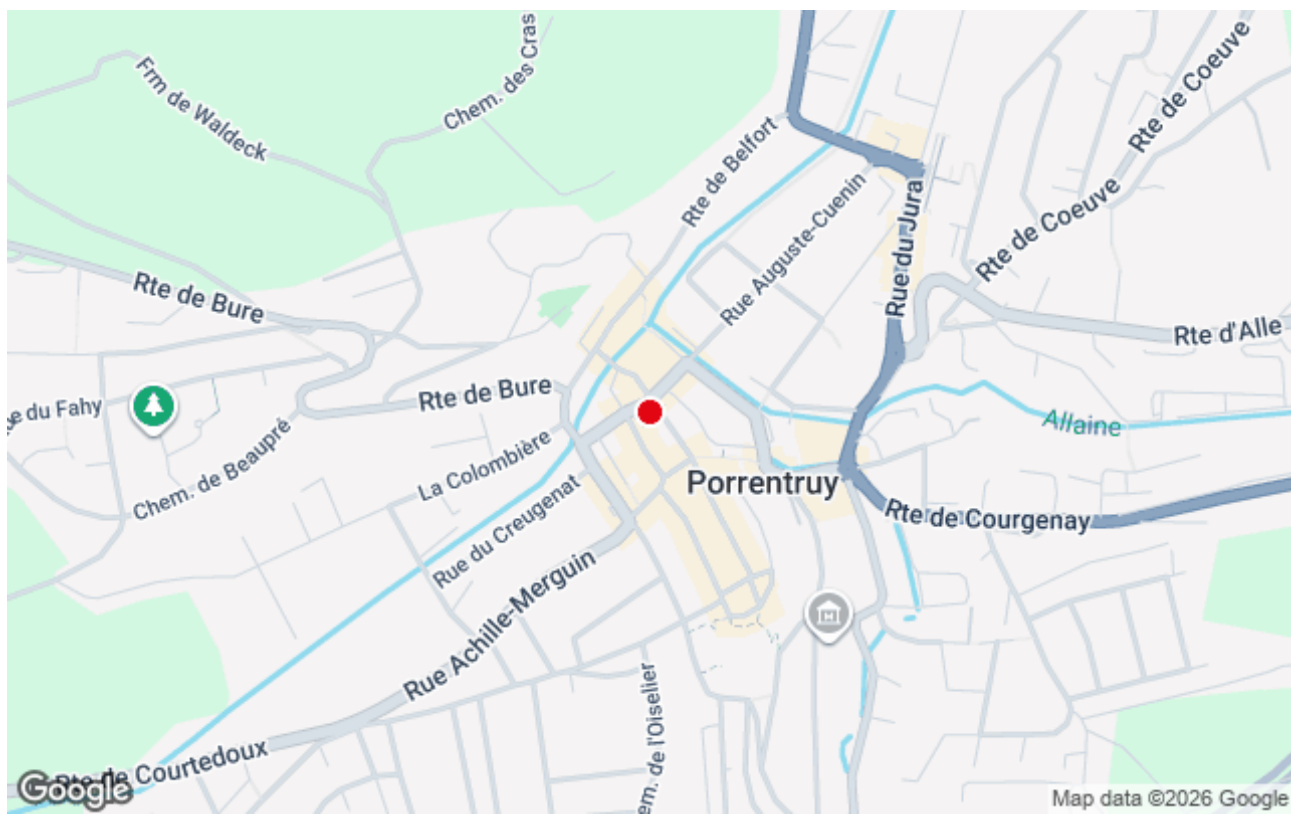 Frm de Waldeck
Chem. des Cras
Rte de Belfort
Rte de Coeuve
Rue Auguste-Cuenin
Rue du Jura
Rte de Coeuve
Rte de Bure
Rte d'Alle
Rte de Bure
e du Fahy
Allaine
Chem. de Beaupré
La Colombière
Porrentruy
Rue du Creugenat
Rte de Courgenay
Rue Achille-Merguin
em. de l'Oiselier
Rte de Courtedoux
Google
Map data ©2026 Google